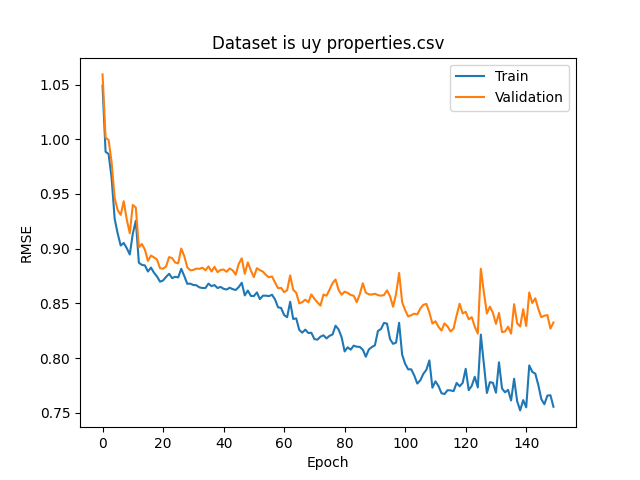 Dataset is uy properties.csv
Train
Validation
RMSE
1.05
1.00
0.95
0.90
0.85
0.80
0.75
0 20 40 60 80 100 120 140
Epoch